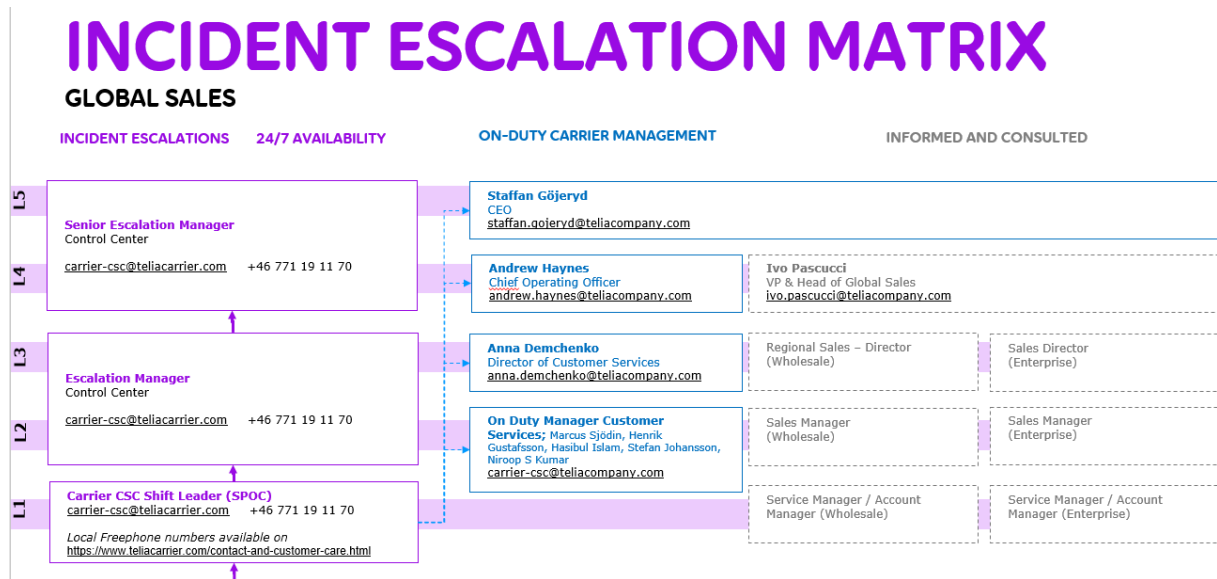 INCIDENT ESCALATION MATRIX
GLOBAL SALES
INCIDENT ESCALATIONS 24/7 AVAILABILITY
ON-DUTY CARRIER MANAGEMENT
INFORMED AND CONSULTED
L5
Senior Escalation Manager
Control Center
carrier-csc@teliacarrier.com +46 771 19 11 70
Staffan Göjeryd
CEO
staffan.gojeryd@teliacompany.com
L4
Andrew Haynes
Chief Operating Officer
andrew.haynes@teliacompany.com
Ivo Pascucci
VP & Head of Global Sales
ivo.pascucci@teliacompany.com
L3
Escalation Manager
Control Center
carrier-csc@teliacarrier.com +46 771 19 11 70
Anna Demchenko
Director of Customer Services
anna.demchenko@teliacompany.com
Regional Sales – Director
(Wholesale)
Sales Director
(Enterprise)
L2
On Duty Manager Customer
Services; Marcus Sjödin, Henrik
Gustafsson, Hasibul Islam, Stefan Johansson,
Niroop S Kumar
carrier-csc@teliacompany.com
Sales Manager
(Wholesale)
Sales Manager
(Enterprise)
L1
Carrier CSC Shift Leader (SPOC)
carrier-csc@teliacarrier.com +46 771 19 11 70
Local Freephone numbers available on
https://www.teliacarrier.com/contact-and-customer-care.html
Service Manager / Account
Manager (Wholesale)
Service Manager / Account
Manager (Enterprise)